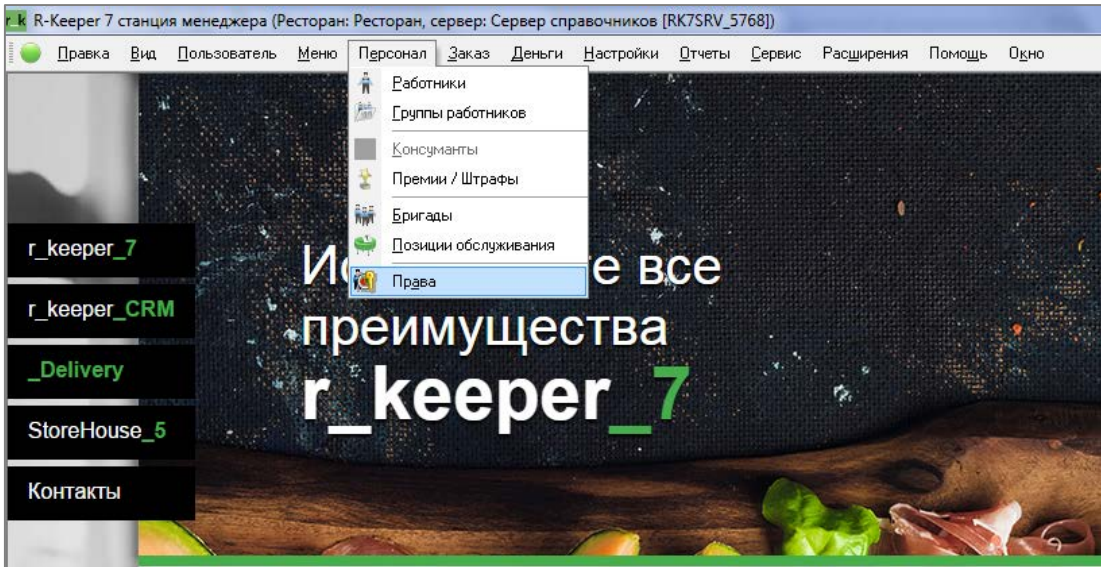 r_k R-Keeper 7 станция менеджера (Ресторан: Ресторан, сервер: Сервер справочников [RK7SRV_5768])
Правка Вид Пользователь Меню Персонал Заказ Деньги Настройки Отчеты Сервис Расширения Помощь Окно
Работники
Группы работников
Консуманты
Премии / Штрафы
Бригады
Позиции обслуживания
Права
r_keeper_7
r_keeper_CRM
_Delivery
StoreHouse_5
Контакты
е все
преимущества
r_keeper_7